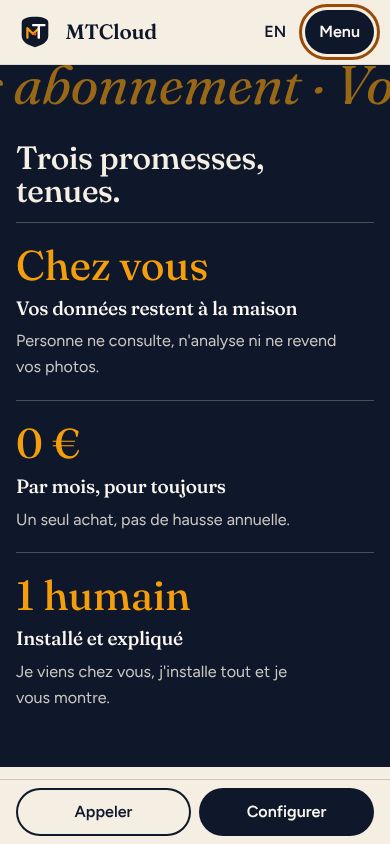 MTCloud
EN
Menu
abonnement · Vo
Trois promesses,
tenues.
Chez vous
Vos données restent à la maison
Personne ne consulte, n'analyse ni ne revend
vos photos.
0 €
Par mois, pour toujours
Un seul achat, pas de hausse annuelle.
1 humain
Installé et expliqué
Je viens chez vous, j'installe tout et je
vous montre.
Appeler
Configurer